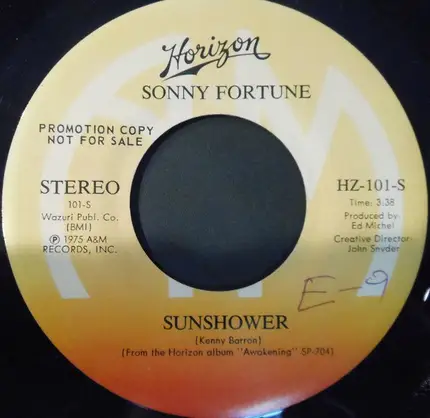 Horizon
SONNY FORTUNE
PROMOTION COPY
NOT FOR SALE
STEREO
101-S
Wazuri Publ. Co.
(BMI)
℗ 1975 A&M
RECORDS, INC.
HZ-101-S
Time: 3.38
Produced by
Ed Michel
Creative Director-
John Snyder
E-9
SUNSHOWER
(Kenny Barron)
(From the Horizon album "Awakening" SP-704)